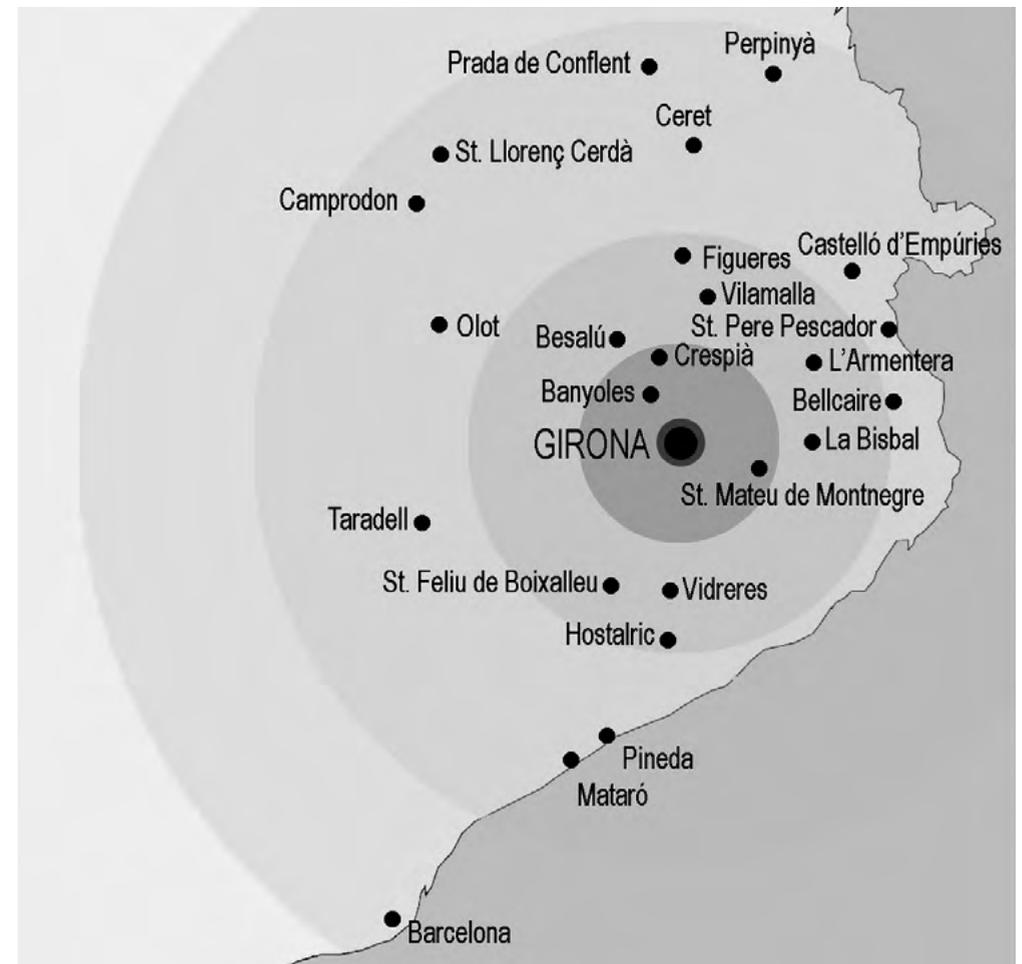 Perpinyà
Prada de Conflent
Ceret
St. Llorenç Cerdà
Camprodon
Castelló d'Empúries
Figueres
Vilamalla
Olot
St. Pere Pescador
Besalú
Crespià
L'Armentera
Banyoles
Bellcaire
GIRONA
La Bisbal
St. Mateu de Montnegre
Taradell
St. Feliu de Boixalleu
Vidreres
Hostalric
Pineda
Mataró
Barcelona